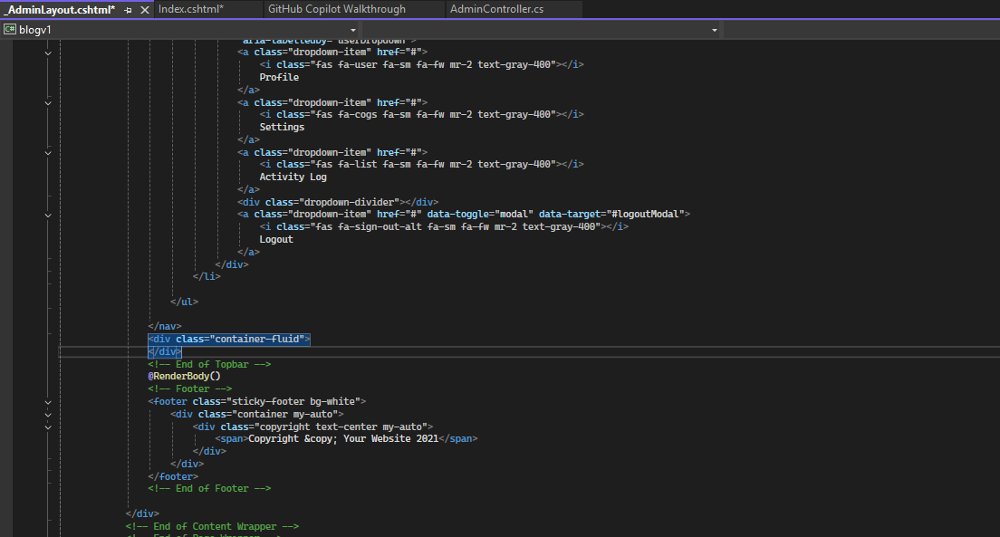 _AdminLayout.cshtml*
Index.cshtml*
GitHub Copilot Walkthrough
AdminController.cs
C# blogv1
aria-labelledby="userDropdown">
<a class="dropdown-item" href="#">
<i class="fas fa-user fa-sm fa-fw mr-2 text-gray-400"></i>
Profile
</a>
<a class="dropdown-item" href="#">
<i class="fas fa-cogs fa-sm fa-fw mr-2 text-gray-400"></i>
Settings
</a>
<a class="dropdown-item" href="#">
<i class="fas fa-list fa-sm fa-fw mr-2 text-gray-400"></i>
Activity Log
</a>
<div class="dropdown-divider"></div>
<a class="dropdown-item" href="#" data-toggle="modal" data-target="#logoutModal">
<i class="fas fa-sign-out-alt fa-sm fa-fw mr-2 text-gray-400"></i>
Logout
</a>
</div>
</li>
</ul>
</nav>
<div class="container-fluid">
</div>
<!-- End of Topbar -->
@RenderBody()
<!-- Footer -->
<footer class="sticky-footer bg-white">
<div class="container my-auto">
<div class="copyright text-center my-auto">
<span>Copyright &copy; Your Website 2021</span>
</div>
</div>
</footer>
<!-- End of Footer -->
</div>
<!-- End of Content Wrapper -->
<!-- End of Page Wrapper -->